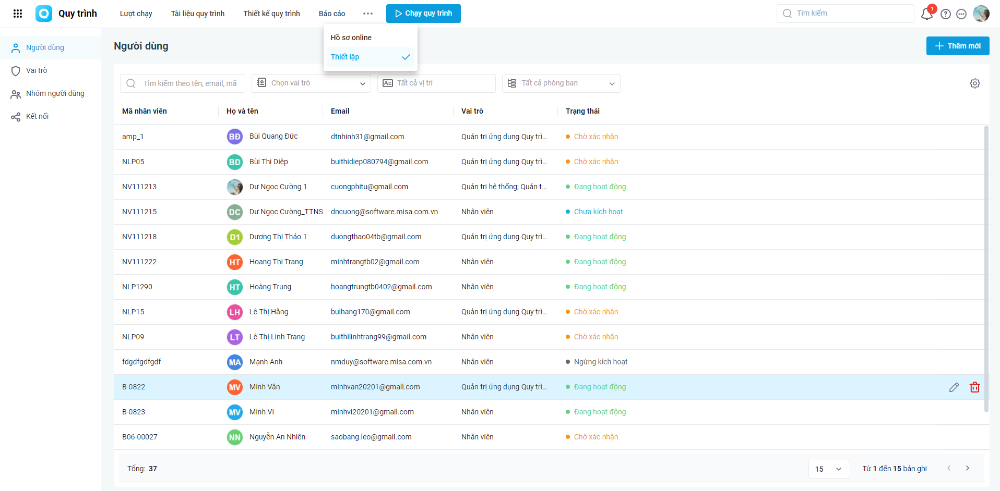 Quy trình Lượt chạy Tài liệu quy trình Thiết kế quy trình Báo cáo ••• Chạy quy trình Tìm kiếm 1
Hồ sơ online
Thiết lập
Người dùng
Vai trò
Nhóm người dùng
Kết nối
Người dùng Thêm mới
Tìm kiếm theo tên, email, mã Chọn vai trò Tất cả vị trí Tất cả phòng ban
Mã nhân viên Họ và tên Email Vai trò Trạng thái
amp_1 BĐ Bùi Quang Đức dtnhinh31@gmail.com Quản trị ứng dụng Quy trì... Chờ xác nhận
NLP05 BD Bùi Thị Diệp buithidiep080794@gmail.com Quản trị ứng dụng Quy trì... Chờ xác nhận
NV111213 Dư Ngọc Cường 1 cuongphitu@gmail.com Quản trị hệ thống; Quản t... Đang hoạt động
NV111215 DC Dư Ngọc Cường_TTNS dncuong@software.misa.com.vn Nhân viên Chưa kích hoạt
NV111218 D1 Dương Thị Thảo 1 duongthao04tb@gmail.com Quản trị ứng dụng Quy trì... Đang hoạt động
NV111222 HT Hoang Thi Trang minhtrangtb02@gmail.com Nhân viên Đang hoạt động
NLP1290 HT Hoàng Trung hoangtrungtb0402@gmail.com Nhân viên Đang hoạt động
NLP15 LH Lê Thị Hằng buihang170@gmail.com Quản trị ứng dụng Quy trì... Chờ xác nhận
NLP09 LT Lê Thị Linh Trang buithilinhtrang99@gmail.com Nhân viên Chờ xác nhận
fdgdfgdfgdf MA Mạnh Anh nmduy@software.misa.com.vn Nhân viên Ngừng kích hoạt
B-0822 MV Minh Vân minhvan20201@gmail.com Quản trị ứng dụng Quy trì... Đang hoạt động
B-0823 MV Minh Vi minhvi20201@gmail.com Nhân viên Đang hoạt động
B06-00027 NN Nguyễn An Nhiên saobang.leo@gmail.com Nhân viên Chờ xác nhận
Tổng: 37 15 Từ 1 đến 15 bản ghi